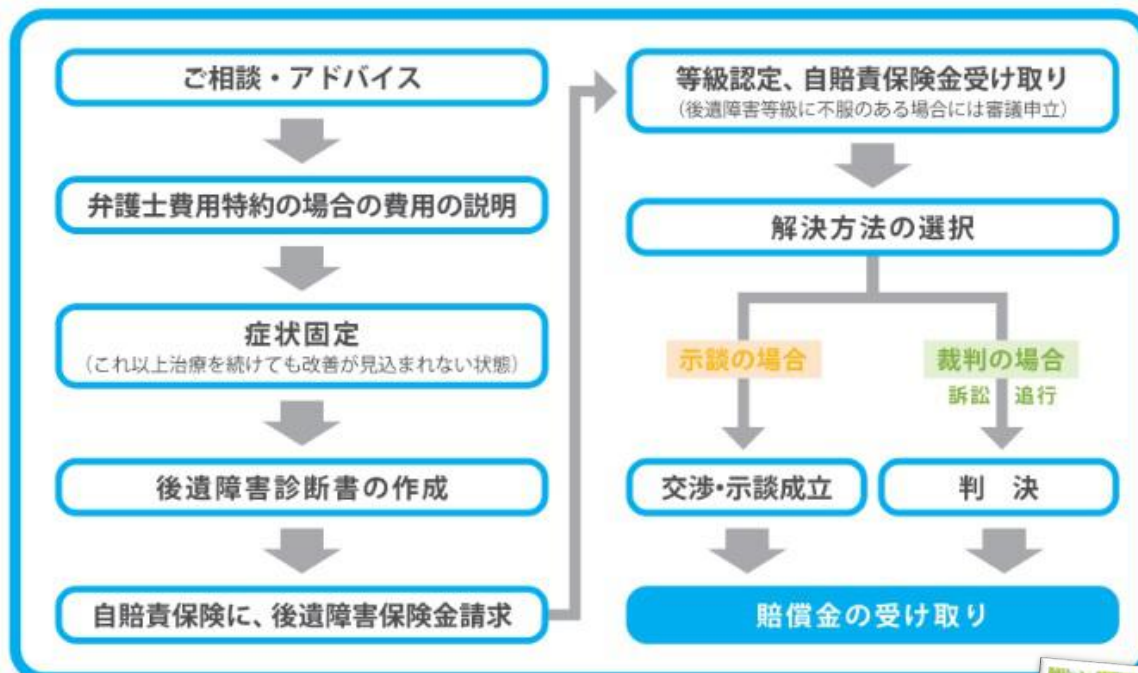 ご相談・アドバイス
弁護士費用特約の場合の費用の説明
症状固定
（これ以上治療を続けても改善が見込まれない状態）
後遺障害診断書の作成
自賠責保険に、後遺障害保険金請求
等級認定、自賠責保険金受け取り
（後遺障害等級に不服のある場合には審議申立）
解決方法の選択
示談の場合
裁判の場合
訴訟 追行
交渉・示談成立
判 決
賠償金の受け取り